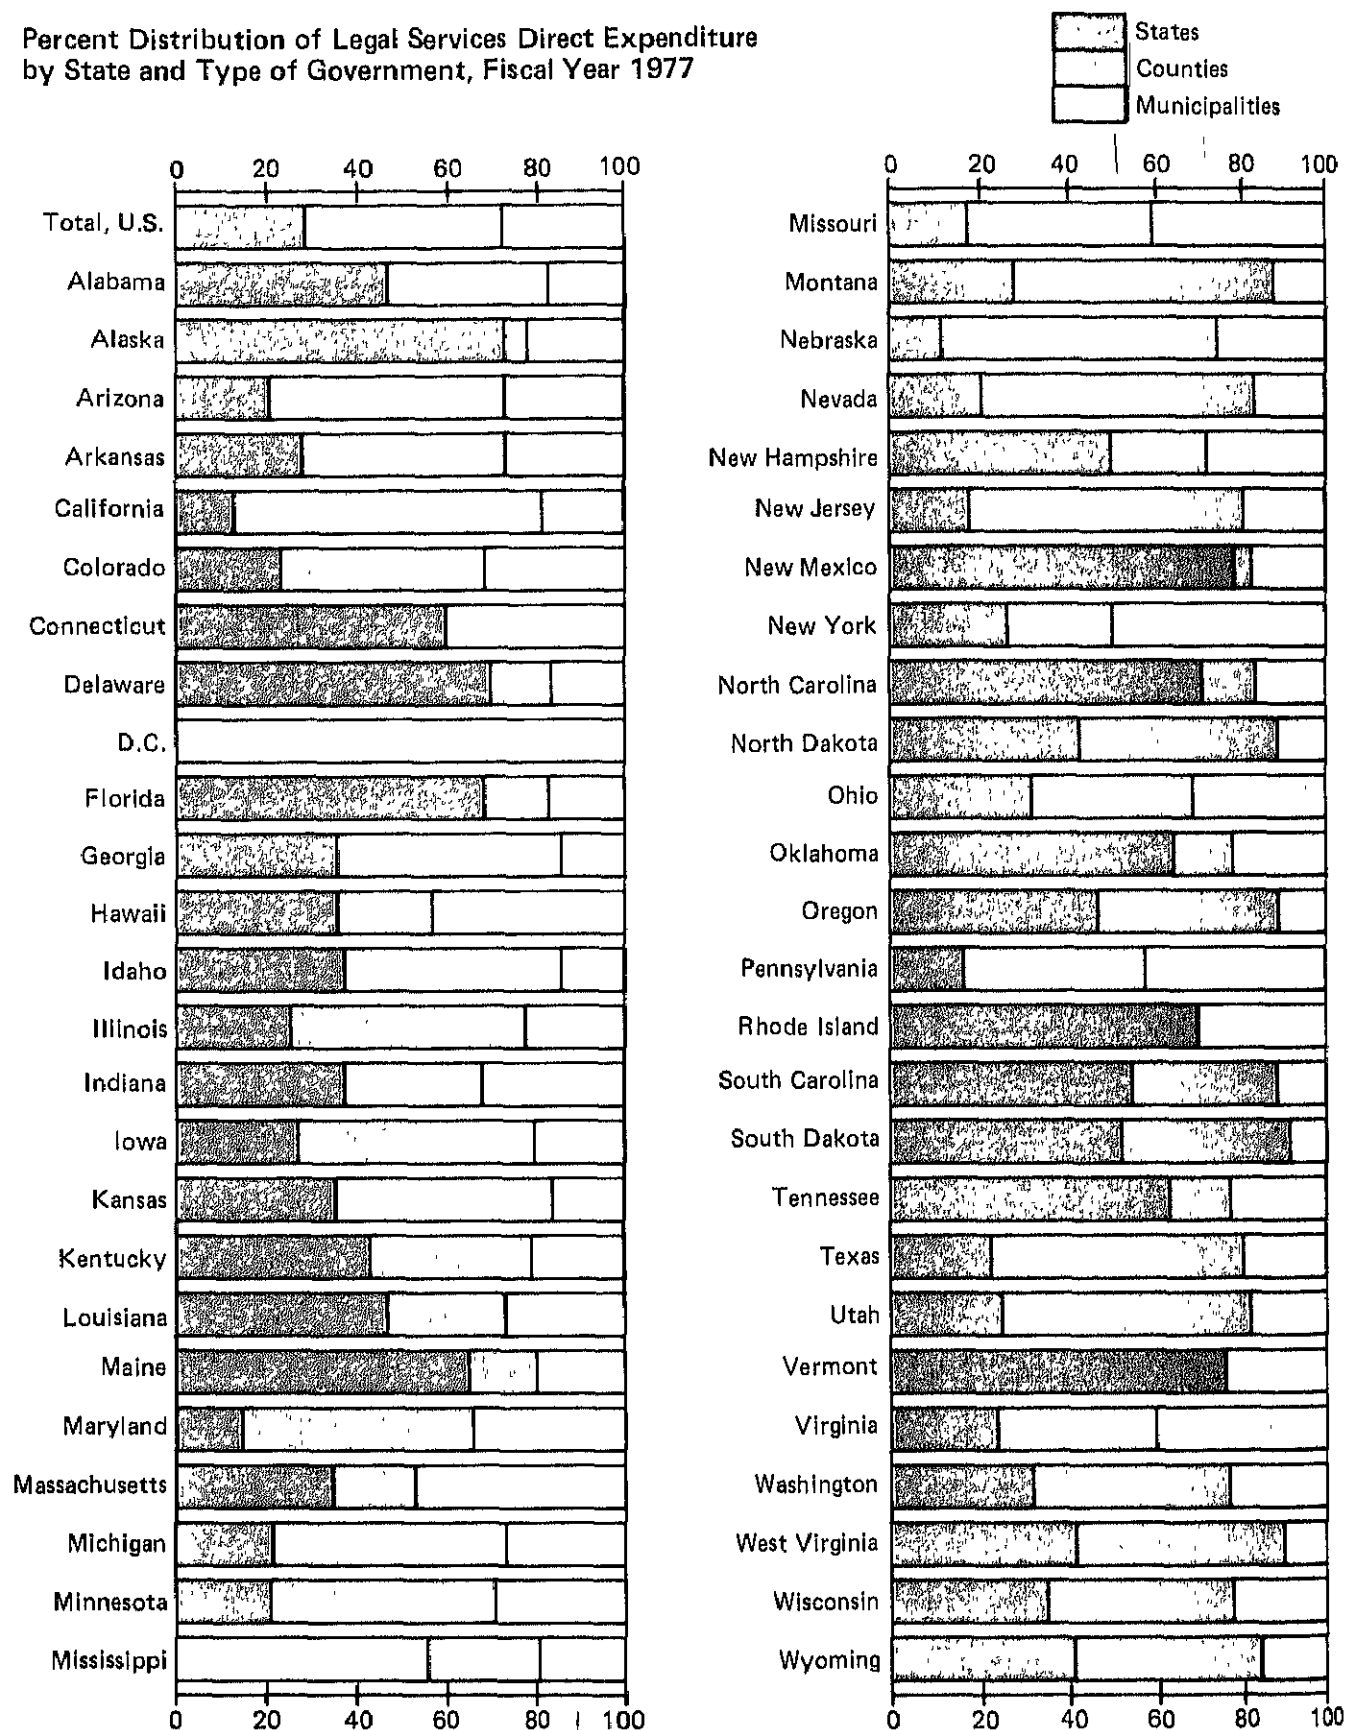 Percent Distribution of Legal Services Direct Expenditure
by State and Type of Government, Fiscal Year 1977
States
Counties
Municipalities
0 20 40 60 80 100
Total, U.S.
Alabama
Alaska
Arizona
Arkansas
California
Colorado
Connecticut
Delaware
D.C.
Florida
Georgia
Hawaii
Idaho
Illinois
Indiana
Iowa
Kansas
Kentucky
Louisiana
Maine
Maryland
Massachusetts
Michigan
Minnesota
Mississippi
0 20 40 60 80 100
0 20 40 60 80 100
Missouri
Montana
Nebraska
Nevada
New Hampshire
New Jersey
New Mexico
New York
North Carolina
North Dakota
Ohio
Oklahoma
Oregon
Pennsylvania
Rhode Island
South Carolina
South Dakota
Tennessee
Texas
Utah
Vermont
Virginia
Washington
West Virginia
Wisconsin
Wyoming
0 20 40 60 80 100